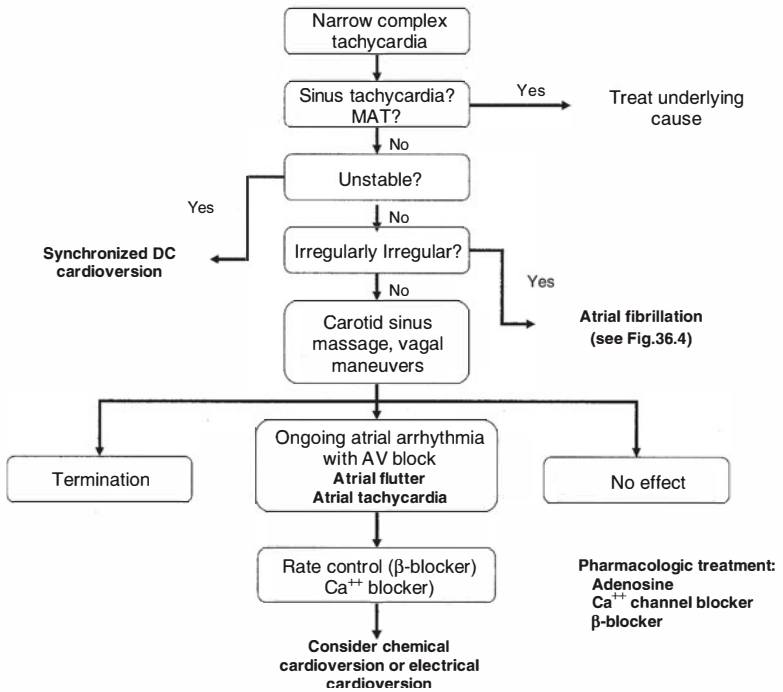 Narrow complex
tachycardia
Sinus tachycardia?
MAT?
Yes
Treat underlying
cause
No
Unstable?
Yes
No
Synchronized DC
cardioversion
Irregularly Irregular?
Yes
No
Atrial fibrillation
(see Fig.36.4)
Carotid sinus
massage, vagal
maneuvers
Termination
Ongoing atrial arrhythmia
with AV block
Atrial flutter
Atrial tachycardia
No effect
Rate control (β-blocker)
Ca⁺⁺ blocker)
Pharmacologic treatment:
Adenosine
Ca⁺⁺ channel blocker
β-blocker
Consider chemical
cardioversion or electrical
cardioversion